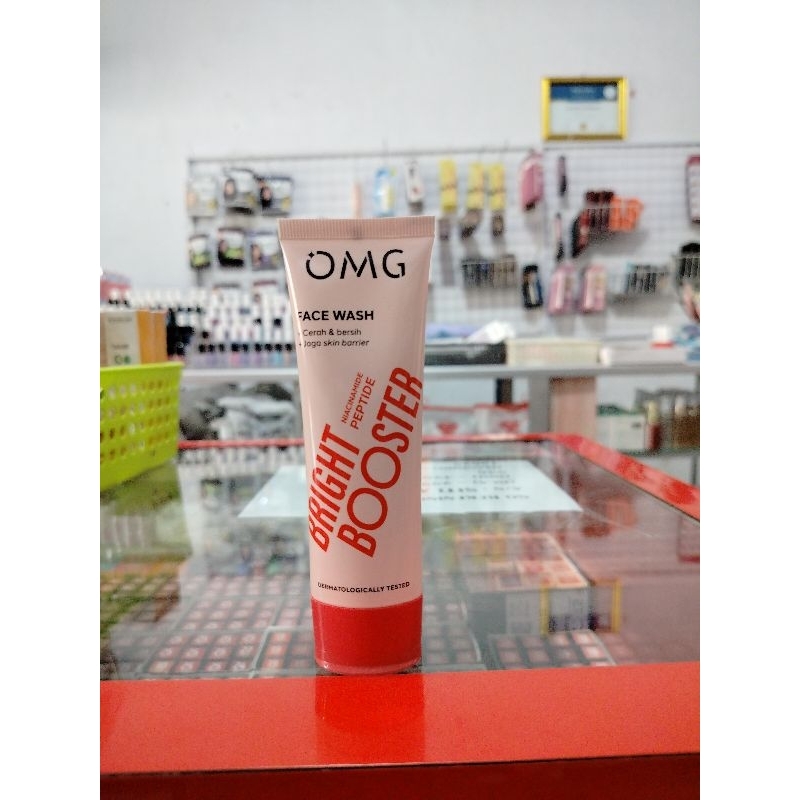 OMG
FACE WASH
• Cerah & bersih
• Jaga skin barrier
NIACINAMIDE
PEPTIDE
BRIGHT
BOOSTER
DERMATOLOGICALLY TESTED